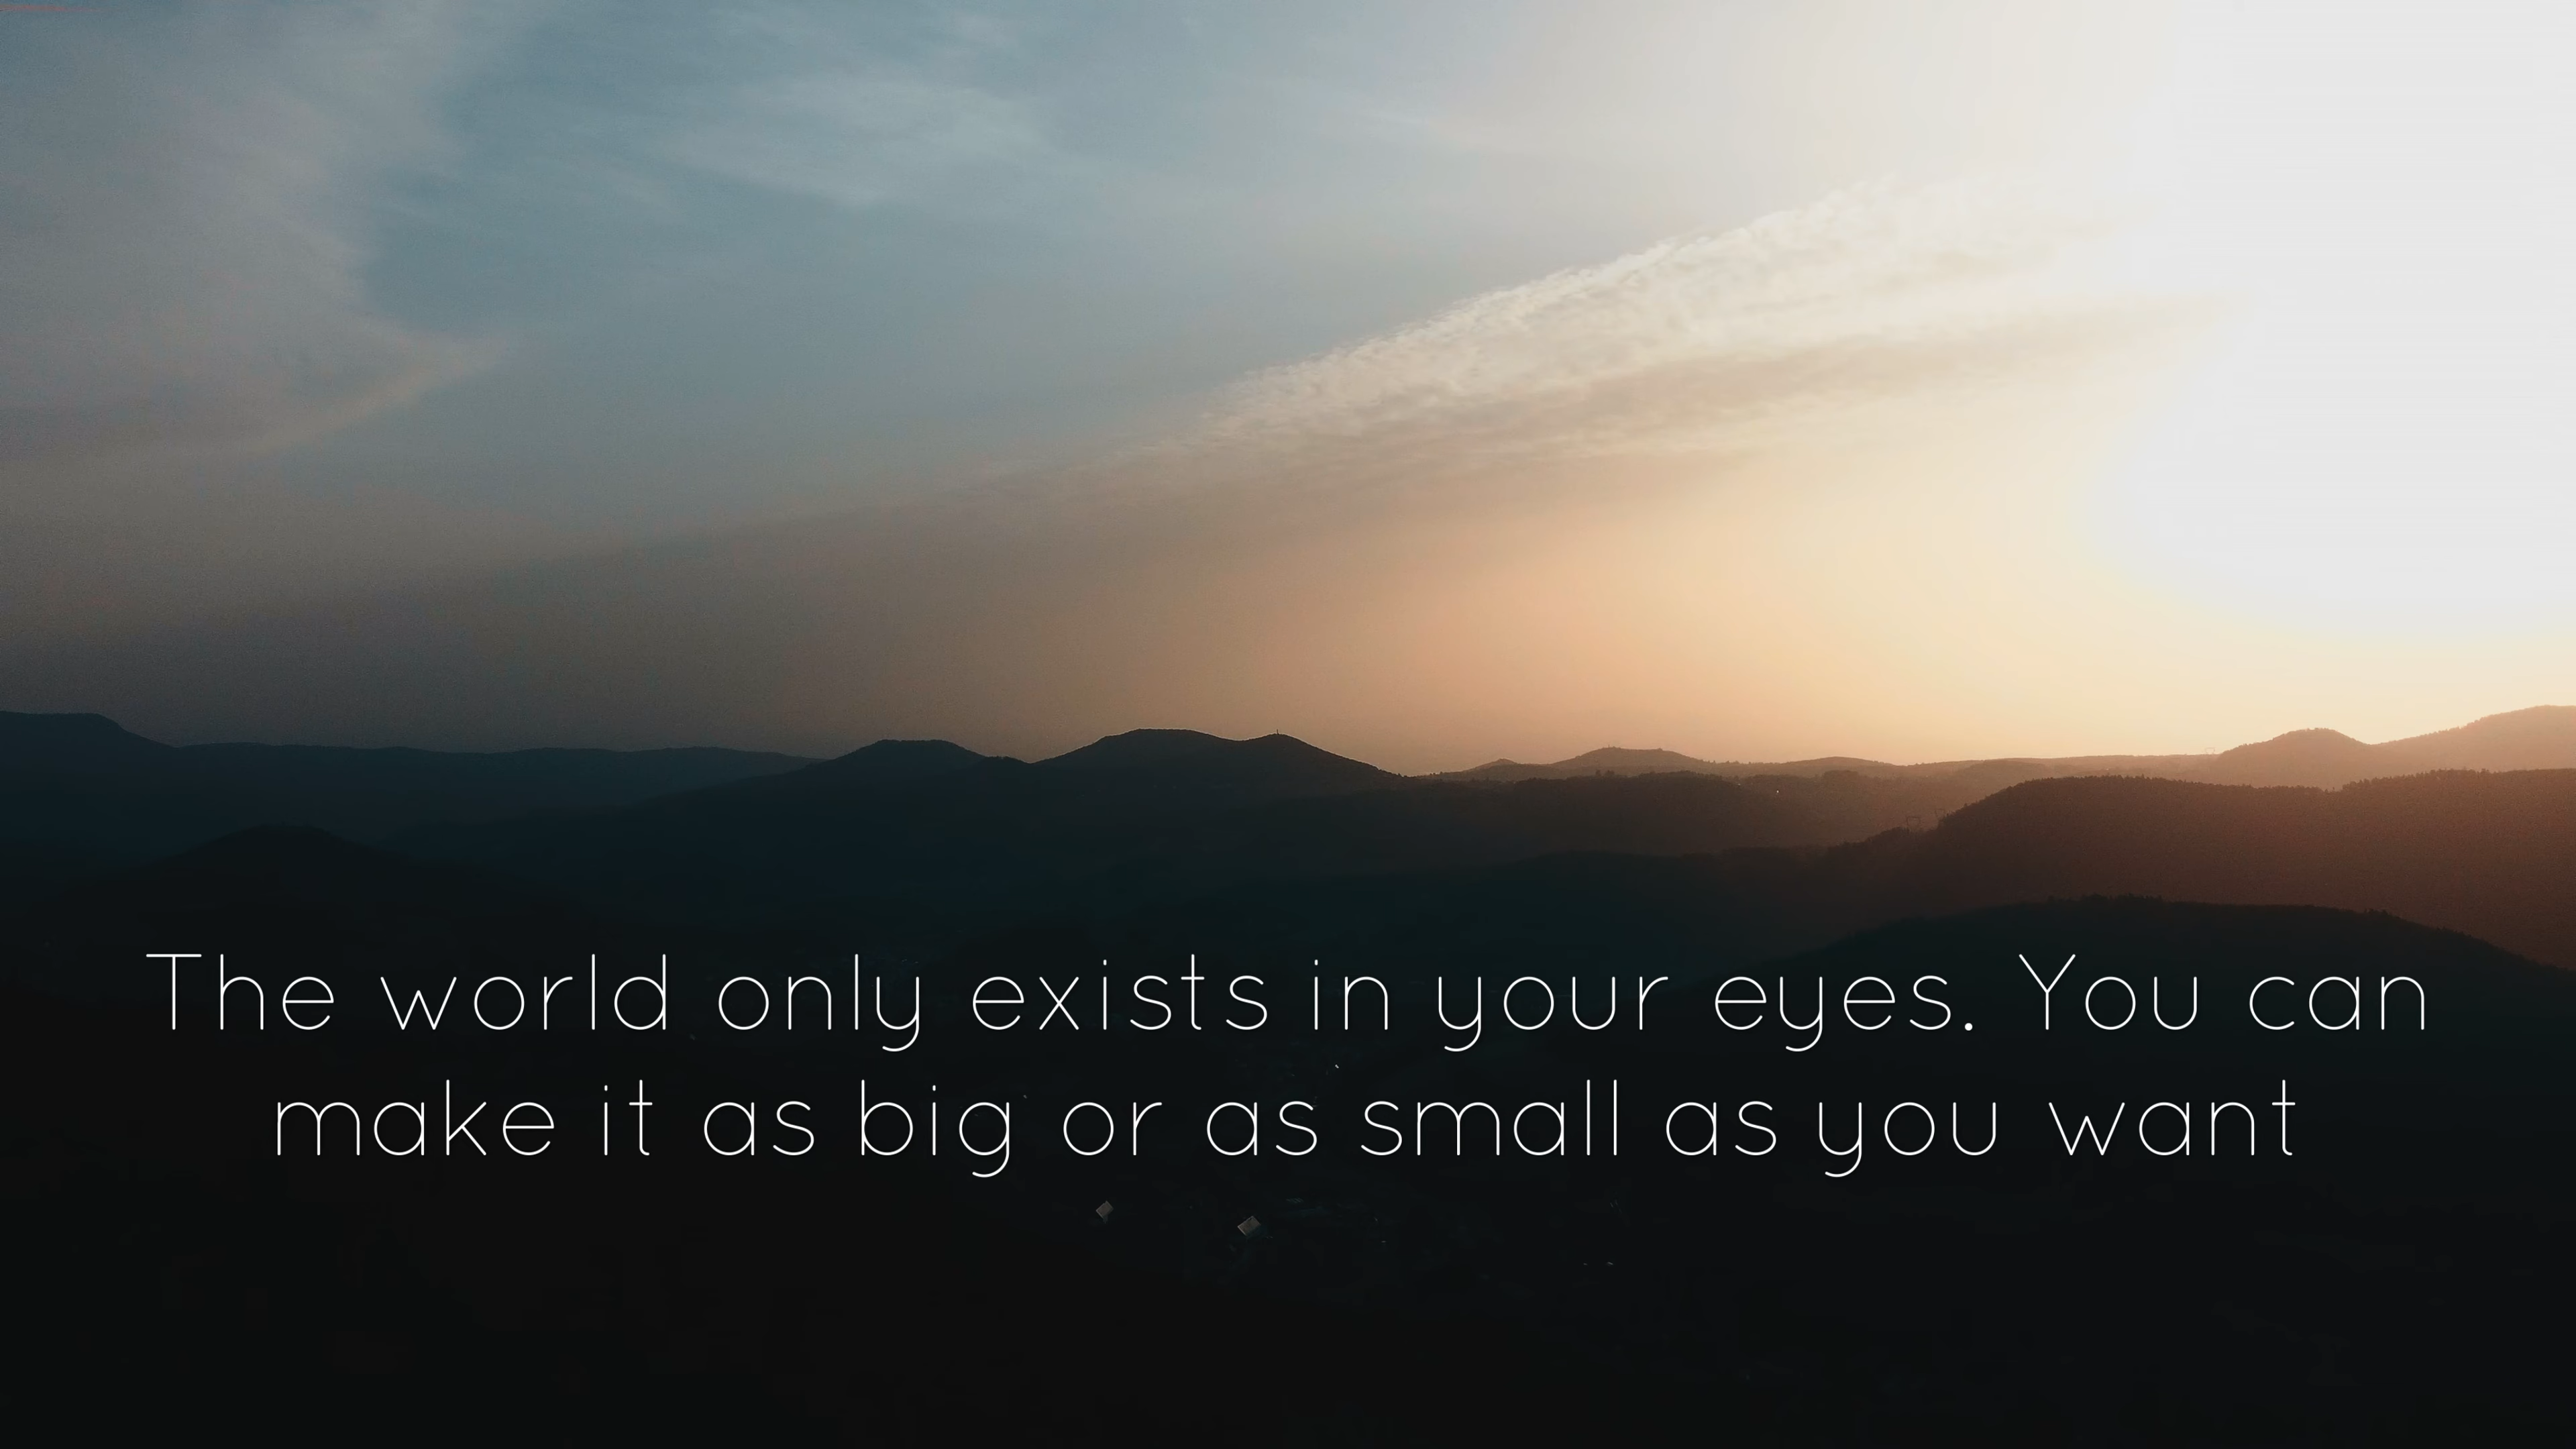 The world only exists in your eyes. You can
make it as big or as small as you want